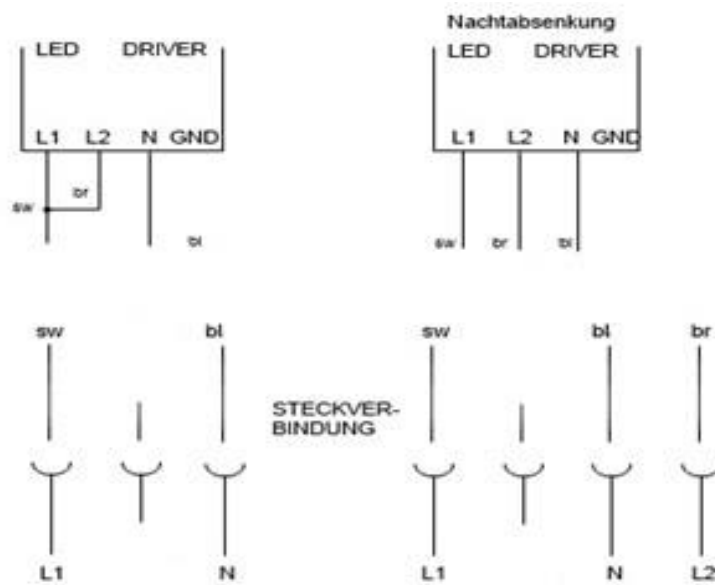 LED DRIVER
L1 L2 N GND
br
sw
bl
Nachtabsenkung
LED DRIVER
L1 L2 N GND
sw br bl
sw bl
STECKVER-
BINDUNG
L1 N
sw bl br
L1 N L2